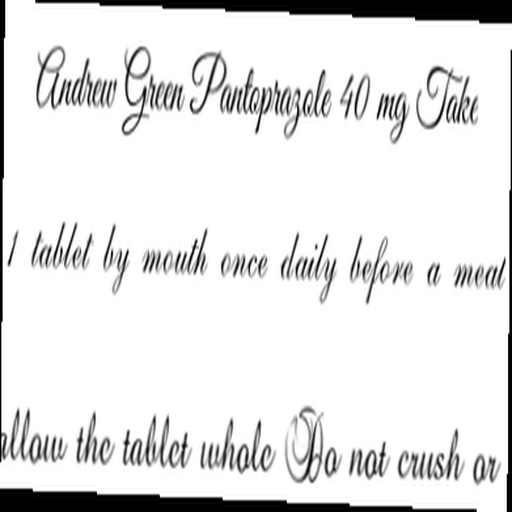 Andrew Green Pantoprazole 40 mg Take
1 tablet by mouth once daily before a meal
the tablet whole Do not crush or